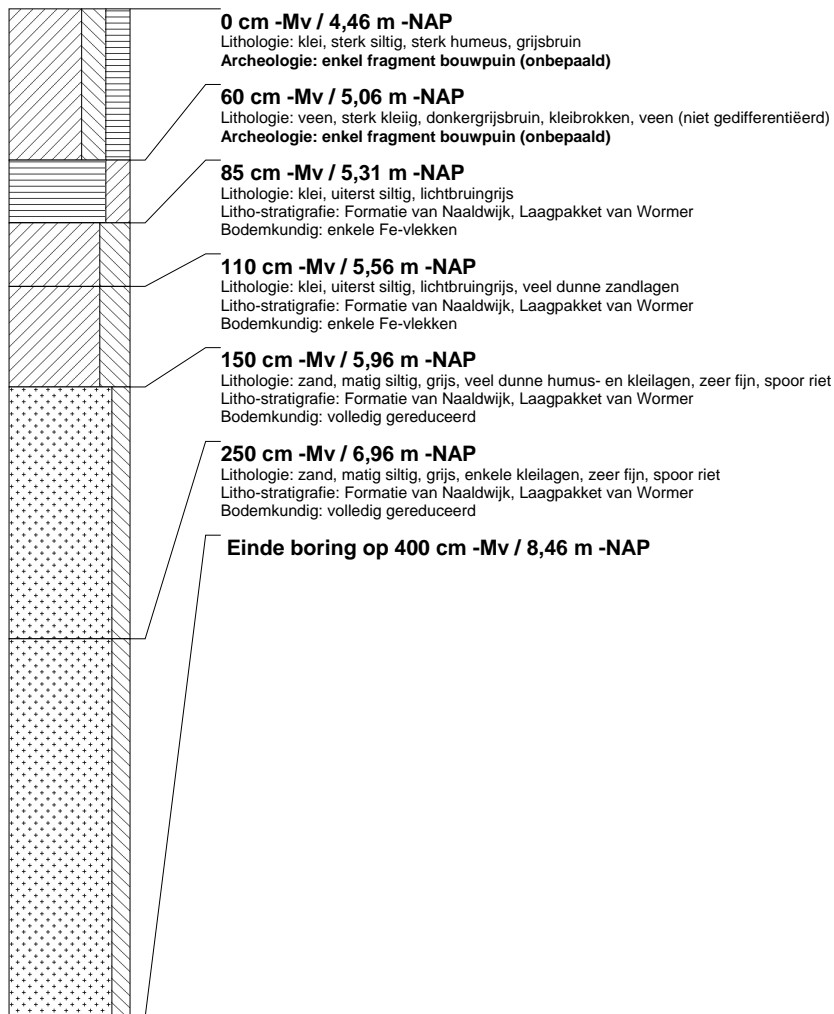 0 cm -Mv / 4,46 m -NAP
Lithologie: klei, sterk siltig, sterk humeus, grijsbruin
Archeologie: enkel fragment bouwpuin (onbepaald)
60 cm -Mv / 5,06 m -NAP
Lithologie: veen, sterk kleiig, donkergrijsbruin, kleibrokken, veen (niet gedifferentiëerd)
Archeologie: enkel fragment bouwpuin (onbepaald)
85 cm -Mv / 5,31 m -NAP
Lithologie: klei, uiterst siltig, lichtbruingrijs
Litho-stratigrafie: Formatie van Naaldwijk, Laagpakket van Wormer
Bodemkundig: enkele Fe-vlekken
110 cm -Mv / 5,56 m -NAP
Lithologie: klei, uiterst siltig, lichtbruingrijs, veel dunne zandlagen
Litho-stratigrafie: Formatie van Naaldwijk, Laagpakket van Wormer
Bodemkundig: enkele Fe-vlekken
150 cm -Mv / 5,96 m -NAP
Lithologie: zand, matig siltig, grijs, veel dunne humus- en kleilagen, zeer fijn, spoor riet
Litho-stratigrafie: Formatie van Naaldwijk, Laagpakket van Wormer
Bodemkundig: volledig gereduceerd
250 cm -Mv / 6,96 m -NAP
Lithologie: zand, matig siltig, grijs, enkele kleilagen, zeer fijn, spoor riet
Litho-stratigrafie: Formatie van Naaldwijk, Laagpakket van Wormer
Bodemkundig: volledig gereduceerd
Einde boring op 400 cm -Mv / 8,46 m -NAP